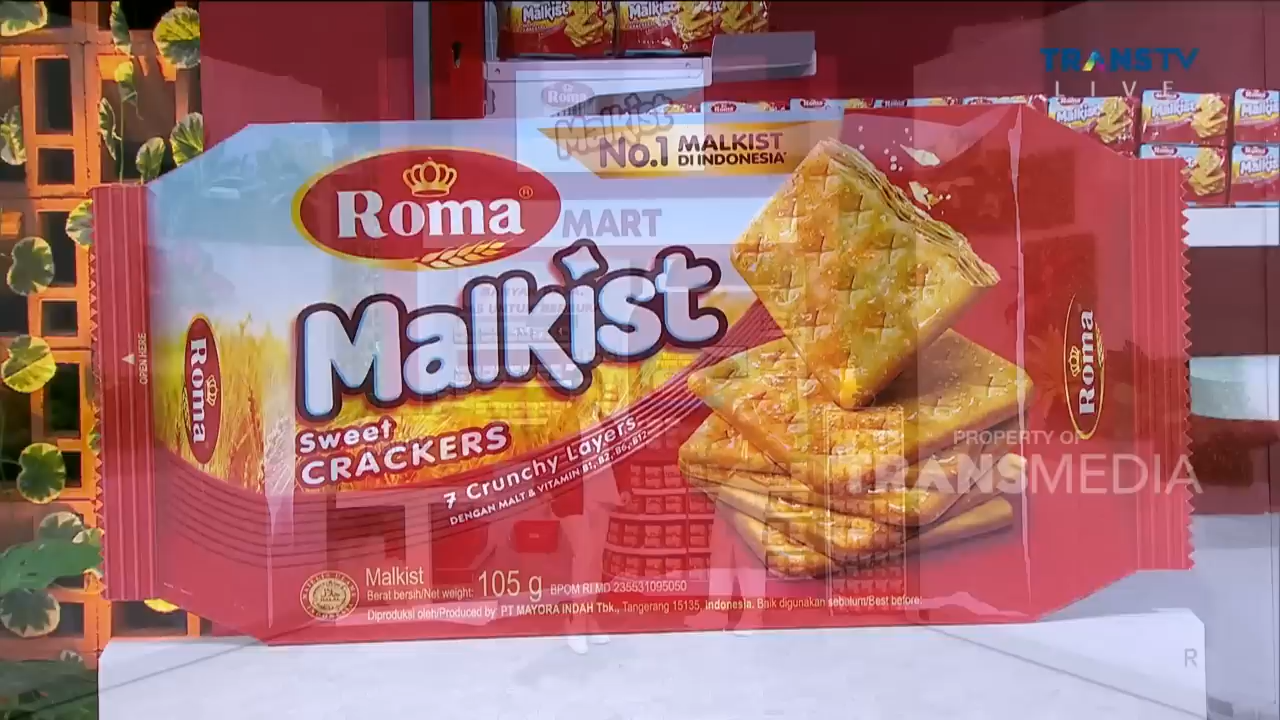 Malkist
Malkist
TRANSTV
LIVE
Roma
Malkist
No.1 MALKIST
DI INDONESIA
Roma®
MART
Malkist
Sweet
CRACKERS
7 Crunchy Layers
DENGAN MALT & VITAMIN B1, B2, B6, B12
OPEN HERE
Roma
Roma
PROPERTY OF
TRANSMEDIA
Malkist
Berat bersih/Net weight: 105 g BPOM RI MD 235531095050
Diproduksi oleh/Produced by: PT MAYORA INDAH Tbk., Tangerang 15135, Indonesia. Baik digunakan sebelum/Best before:
R